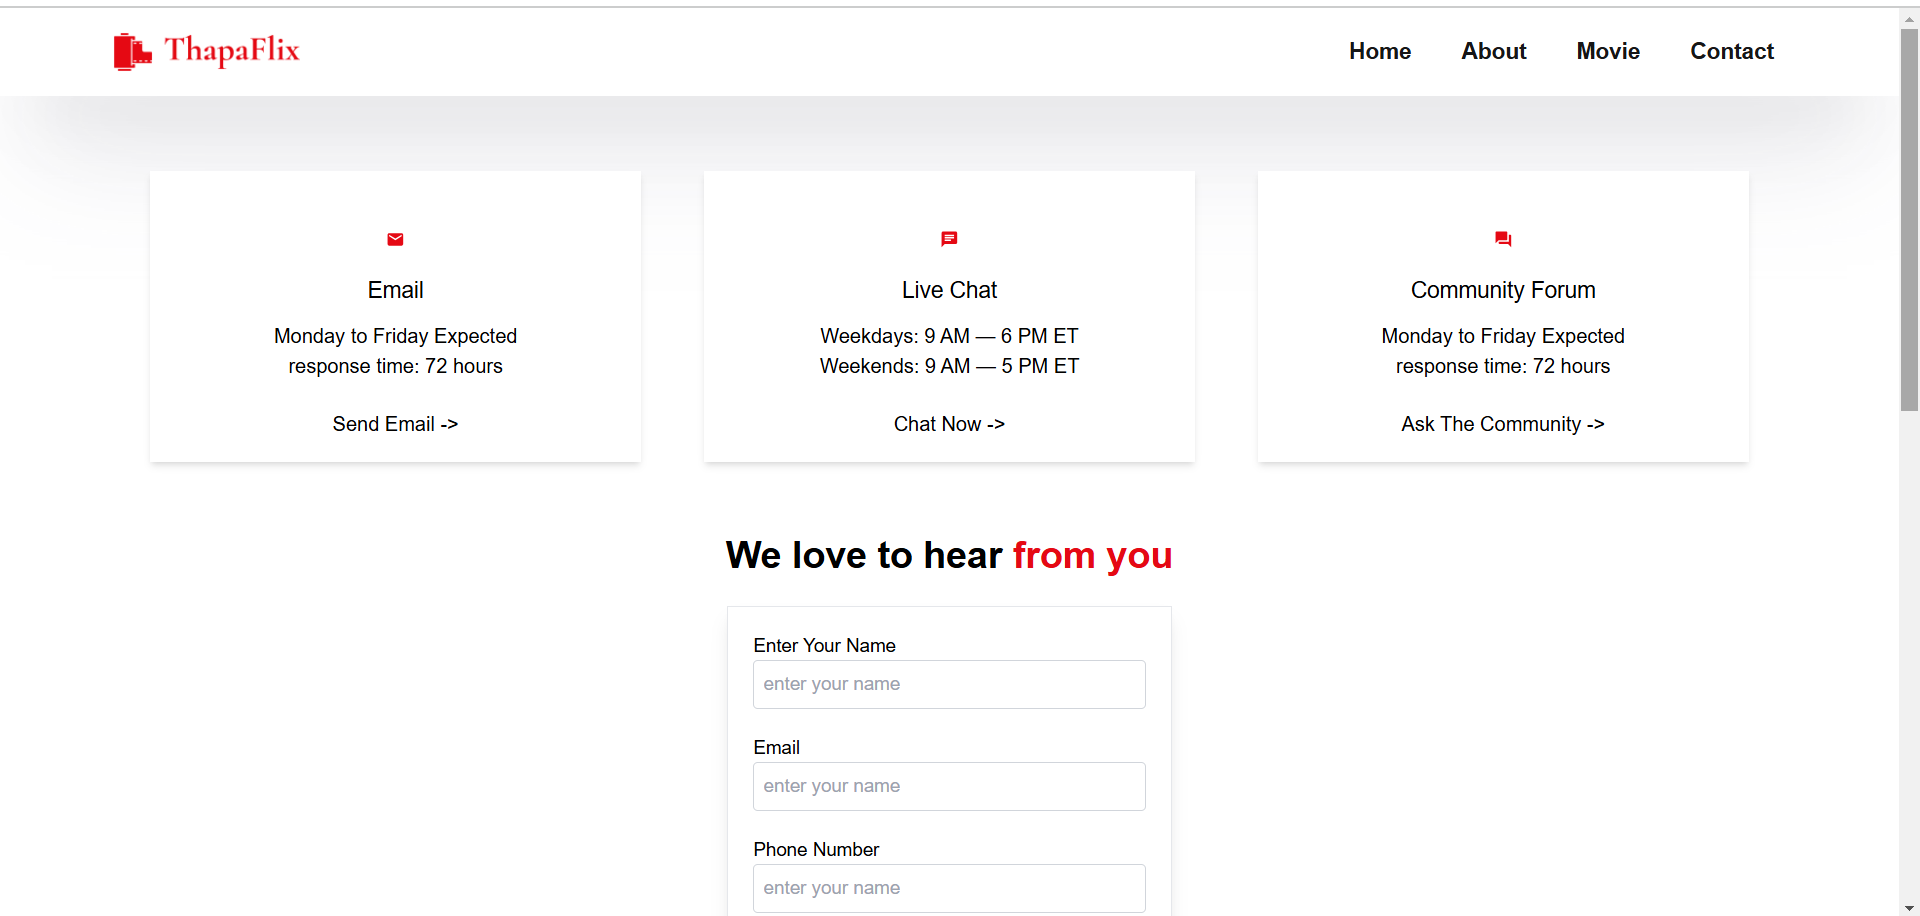 ThapaFlix
Home About Movie Contact
Email
Monday to Friday Expected
response time: 72 hours
Send Email ->
Live Chat
Weekdays: 9 AM — 6 PM ET
Weekends: 9 AM — 5 PM ET
Chat Now ->
Community Forum
Monday to Friday Expected
response time: 72 hours
Ask The Community ->
We love to hear from you
Enter Your Name
enter your name
Email
enter your name
Phone Number
enter your name